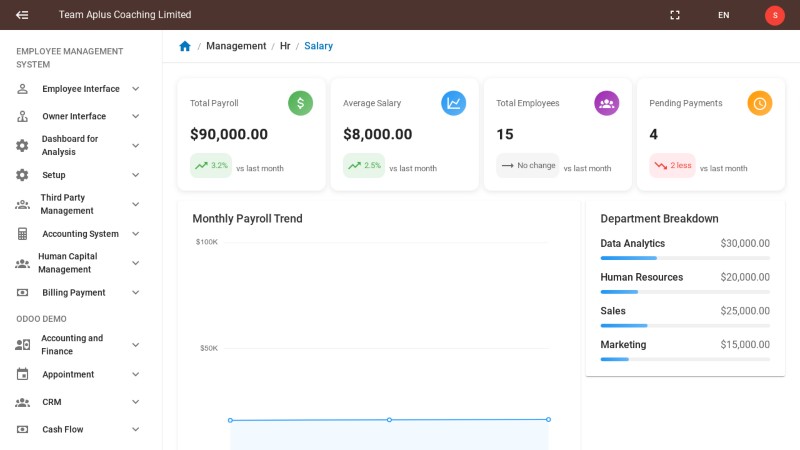 Team Aplus Coaching Limited
EN
S
EMPLOYEE MANAGEMENT
SYSTEM
Employee Interface
Owner Interface
Dashboard for
Analysis
Setup
Third Party
Management
Accounting System
Human Capital
Management
Billing Payment
ODOO DEMO
Accounting and
Finance
Appointment
CRM
Cash Flow
/ Management / Hr / Salary
Total Payroll
$
$90,000.00
3.2% vs last month
Average Salary
$8,000.00
2.5% vs last month
Total Employees
15
No change vs last month
Pending Payments
4
2 less vs last month
Monthly Payroll Trend
$100K
$50K
Department Breakdown
Data Analytics $30,000.00
Human Resources $20,000.00
Sales $25,000.00
Marketing $15,000.00